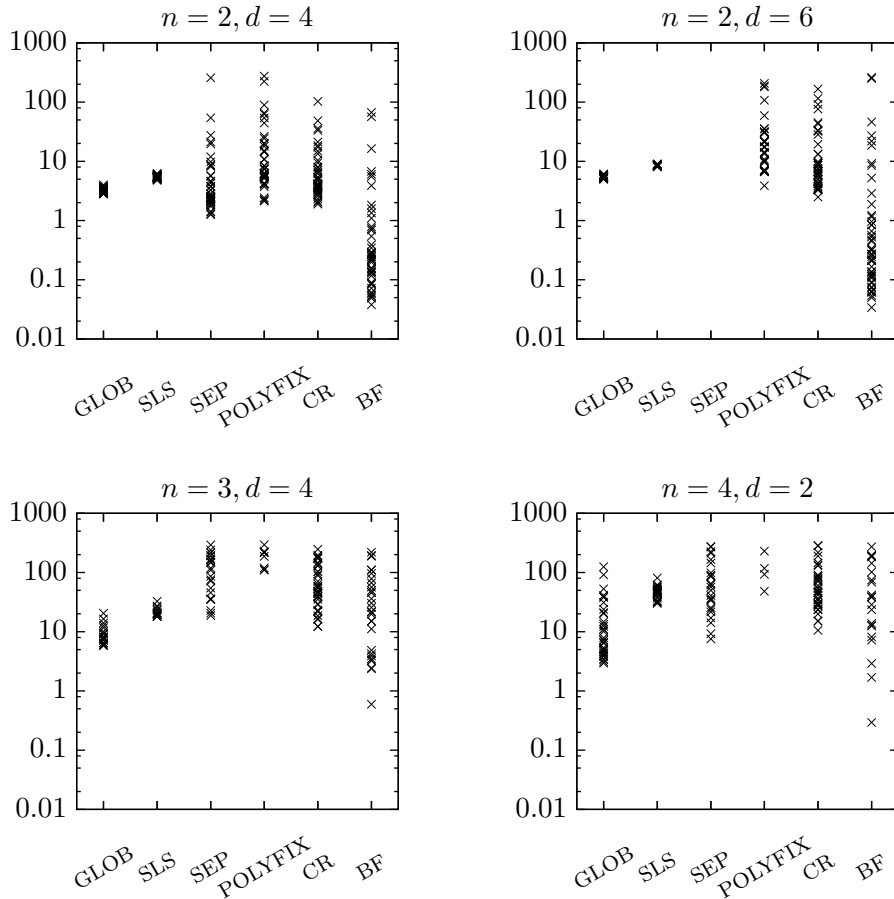 n = 2, d = 4
1000
100
10
1
0.1
0.01
GLOB
SLS
SEP
POLYFIX
CR
BF
n = 2, d = 6
1000
100
10
1
0.1
0.01
GLOB
SLS
SEP
POLYFIX
CR
BF
n = 3, d = 4
1000
100
10
1
0.1
0.01
GLOB
SLS
SEP
POLYFIX
CR
BF
n = 4, d = 2
1000
100
10
1
0.1
0.01
GLOB
SLS
SEP
POLYFIX
CR
BF